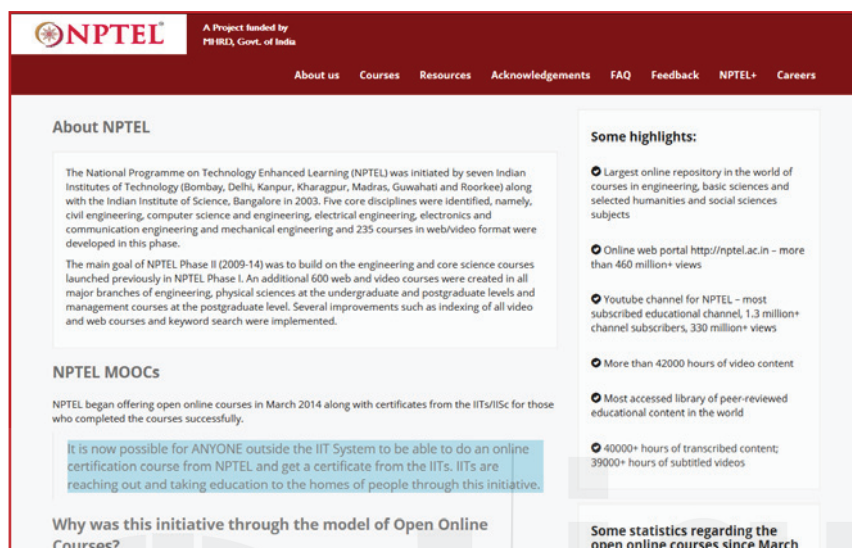 NPTEL
A Project funded by
MHRD, Govt. of India
About us Courses Resources Acknowledgements FAQ Feedback NPTEL+ Careers
About NPTEL
The National Programme on Technology Enhanced Learning (NPTEL) was initiated by seven Indian
Institutes of Technology (Bombay, Delhi, Kanpur, Kharagpur, Madras, Guwahati and Roorkee) along
with the Indian Institute of Science, Bangalore in 2003. Five core disciplines were identified, namely,
civil engineering, computer science and engineering, electrical engineering, electronics and
communication engineering and mechanical engineering and 235 courses in web/video format were
developed in this phase.
The main goal of NPTEL Phase II (2009-14) was to build on the engineering and core science courses
launched previously in NPTEL Phase I. An additional 600 web and video courses were created in all
major branches of engineering, physical sciences at the undergraduate and postgraduate levels and
management courses at the postgraduate level. Several improvements such as indexing of all video
and web courses and keyword search were implemented.
NPTEL MOOCs
NPTEL began offering open online courses in March 2014 along with certificates from the IITs/IISc for those
who completed the courses successfully.
It is now possible for ANYONE outside the IIT System to be able to do an online
certification course from NPTEL and get a certificate from the IITs. IITs are
reaching out and taking education to the homes of people through this initiative.
Why was this initiative through the model of Open Online
Courses?
Some highlights:
Largest online repository in the world of
courses in engineering, basic sciences and
selected humanities and social sciences
subjects
Online web portal http://nptel.ac.in – more
than 460 million+ views
Youtube channel for NPTEL – most
subscribed educational channel, 1.3 million+
channel subscribers, 330 million+ views
More than 42000 hours of video content
Most accessed library of peer-reviewed
educational content in the world
40000+ hours of transcribed content;
39000+ hours of subtitled videos
Some statistics regarding the
open online courses since March